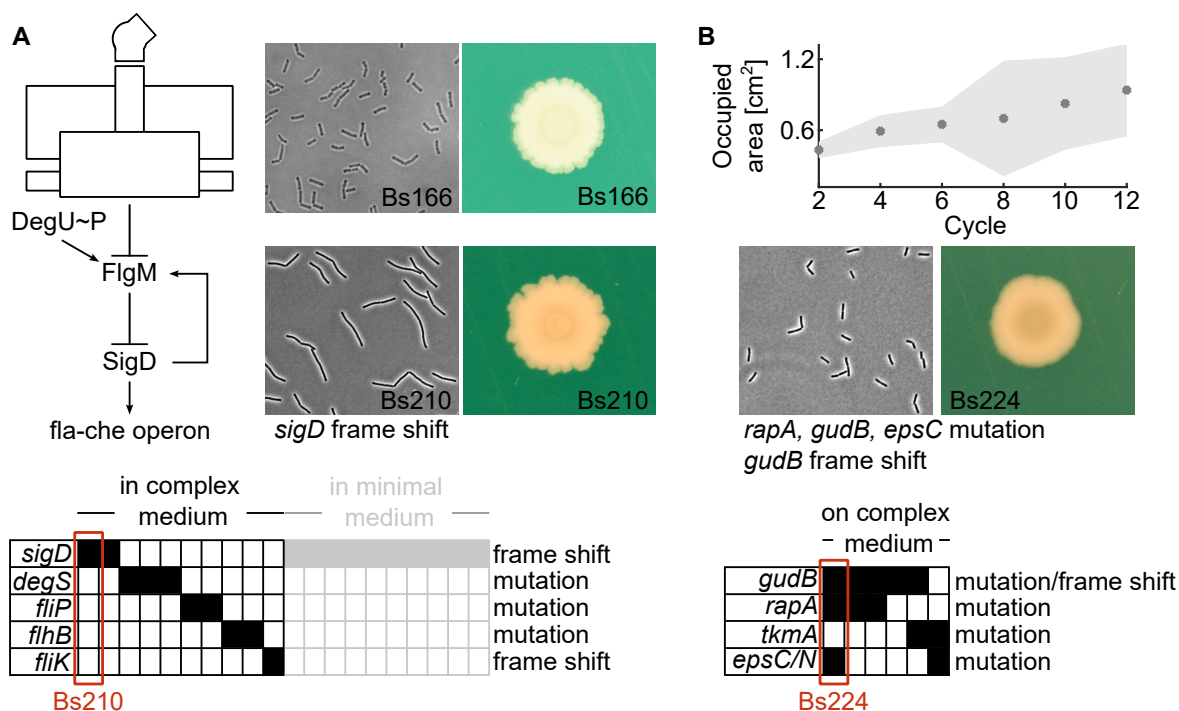 A
Bs166
Bs166
DegU~P
FlgM
SigD
fla-che operon
Bs210
Bs210
sigD frame shift
in complex
medium
in minimal
medium
sigD
frame shift
degS
mutation
fliP
mutation
flhB
mutation
fliK
frame shift
Bs210
B
Occupied
area [cm²]
1.2
0.6
2
4
6
8
10
12
Cycle
Bs224
rapA, gudB, epsC mutation
gudB frame shift
on complex
medium
gudB
mutation/frame shift
rapA
mutation
tkmA
mutation
epsC/N
mutation
Bs224